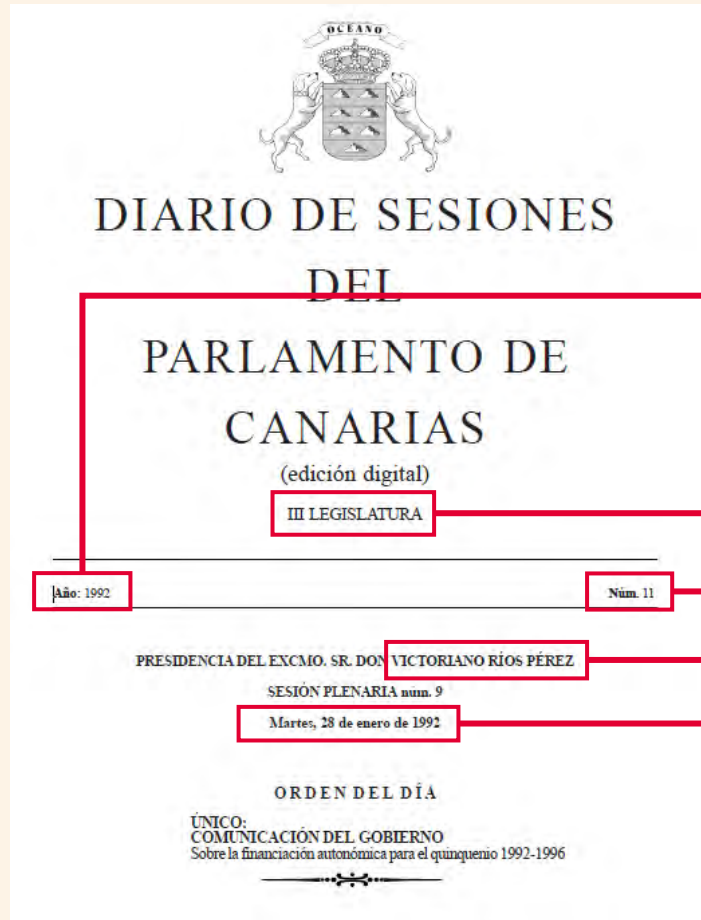 OCEANO
DIARIO DE SESIONES
DEL
PARLAMENTO DE
CANARIAS
(edición digital)
III LEGISLATURA
Año: 1992 Núm. 11
PRESIDENCIA DEL EXCMO. SR. DON VICTORIANO RÍOS PÉREZ
SESIÓN PLENARIA núm. 9
Martes, 28 de enero de 1992
ORDEN DEL DÍA
ÚNICO:
COMUNICACIÓN DEL GOBIERNO
Sobre la financiación autonómica para el quinquenio 1992-1996